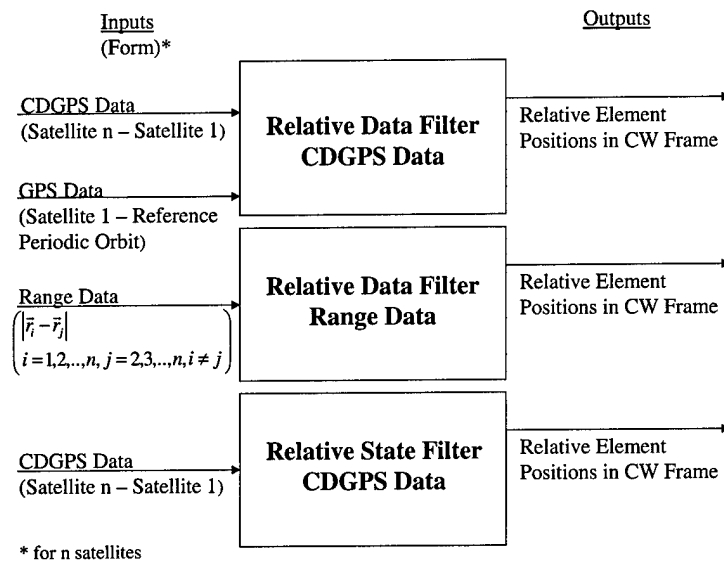 Inputs
(Form)*
Outputs
CDGPS Data
(Satellite n – Satellite 1)
GPS Data
(Satellite 1 – Reference
Periodic Orbit)
Relative Data Filter
CDGPS Data
Relative Element
Positions in CW Frame
Range Data
|r⃗ᵢ – r⃗ⱼ|
i = 1,2,..,n, j = 2,3,..,n, i ≠ j
Relative Data Filter
Range Data
Relative Element
Positions in CW Frame
CDGPS Data
(Satellite n – Satellite 1)
Relative State Filter
CDGPS Data
Relative Element
Positions in CW Frame
* for n satellites